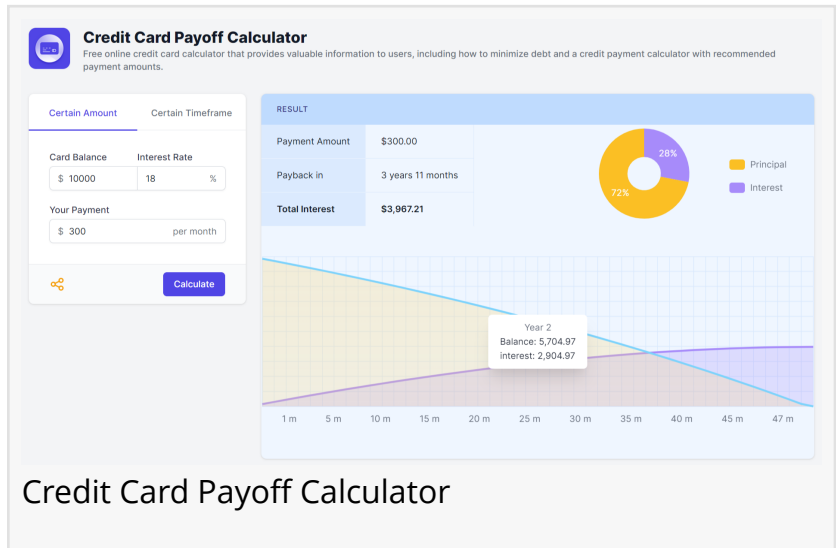 Credit Card Payoff Calculator
Free online credit card calculator that provides valuable information to users, including how to minimize debt and a credit payment calculator with recommended
payment amounts.
Certain Amount Certain Timeframe
Card Balance Interest Rate
$ 10000 18 %
Your Payment
$ 300 per month
Calculate
RESULT
Payment Amount $300.00
Payback in 3 years 11 months
Total Interest $3,967.21
28%
72%
Principal
Interest
Year 2
Balance: 5,704.97
interest: 2,904.97
1 m 5 m 10 m 15 m 20 m 25 m 30 m 35 m 40 m 45 m 47 m
Credit Card Payoff Calculator